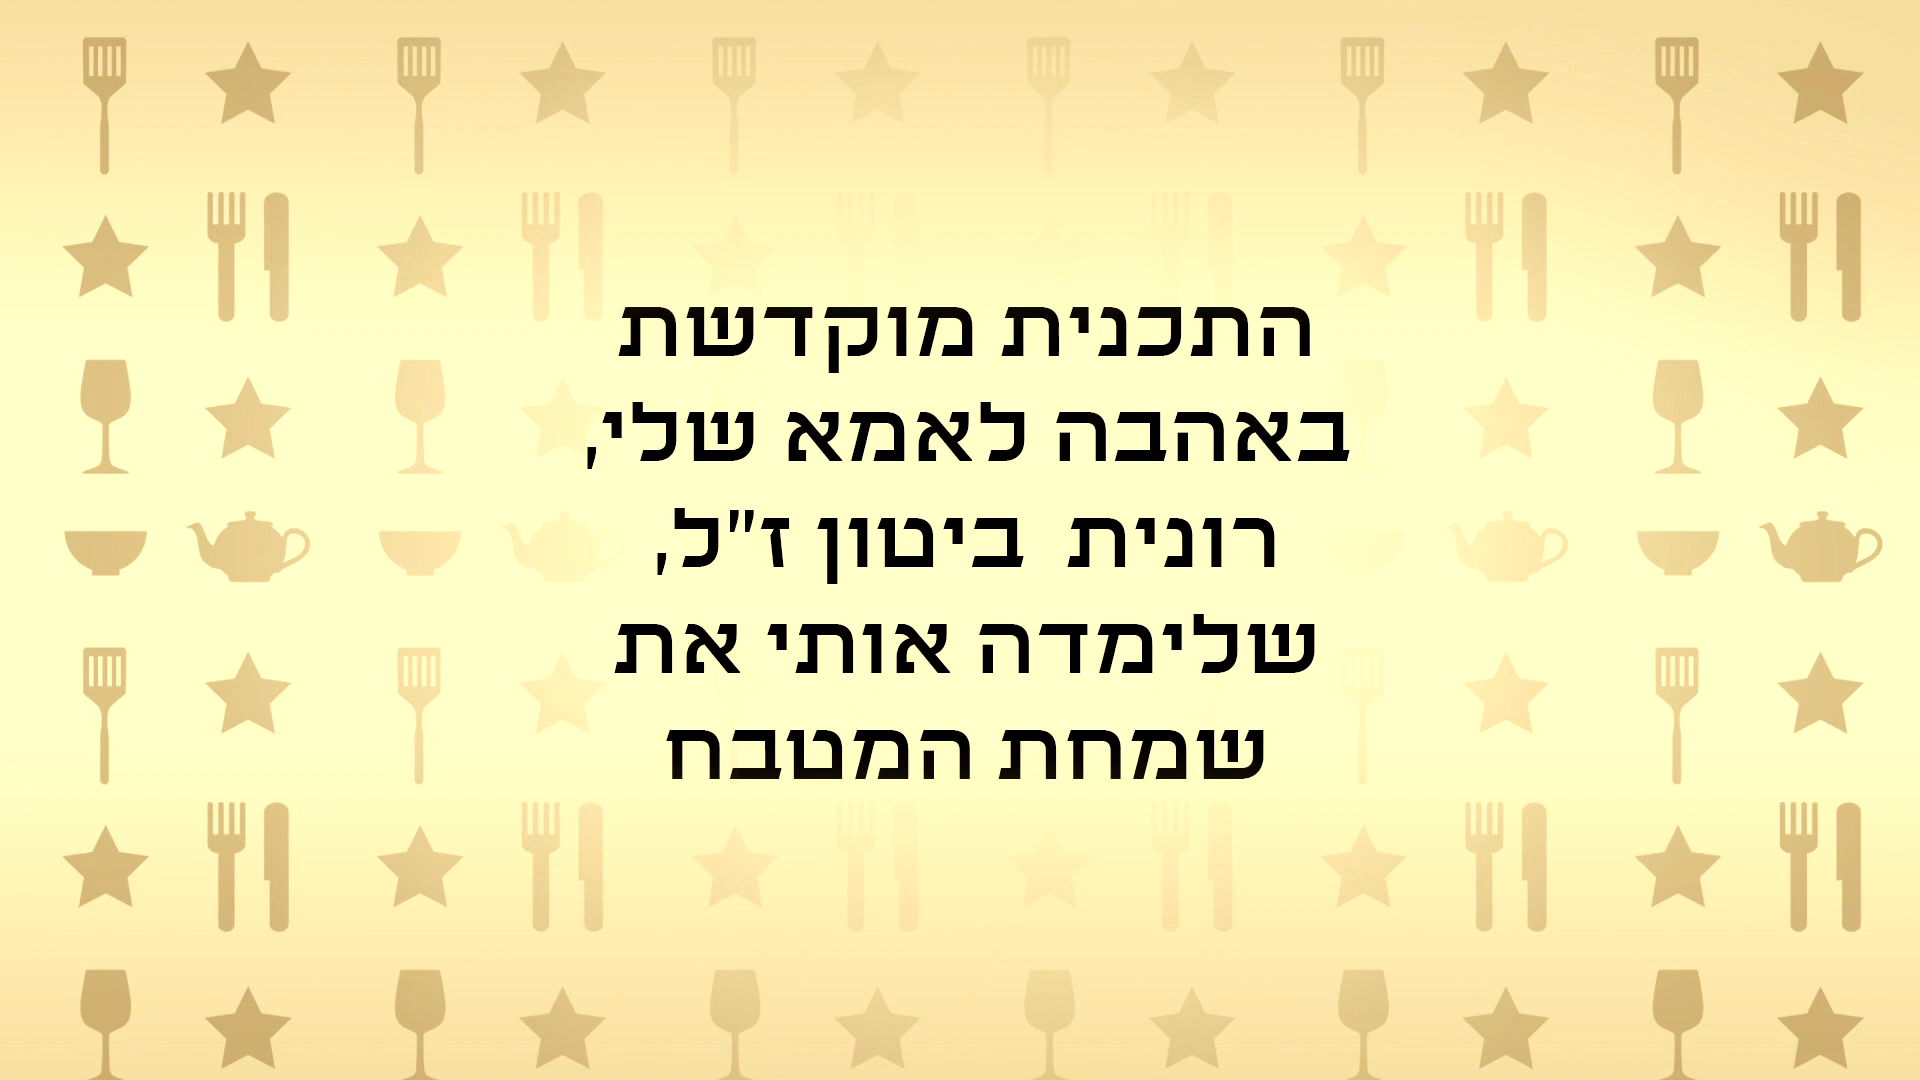 התכנית מוקדשת
באהבה לאמא שלי,
רונית  ביטון ז"ל,
שלימדה אותי את
שמחת המטבח